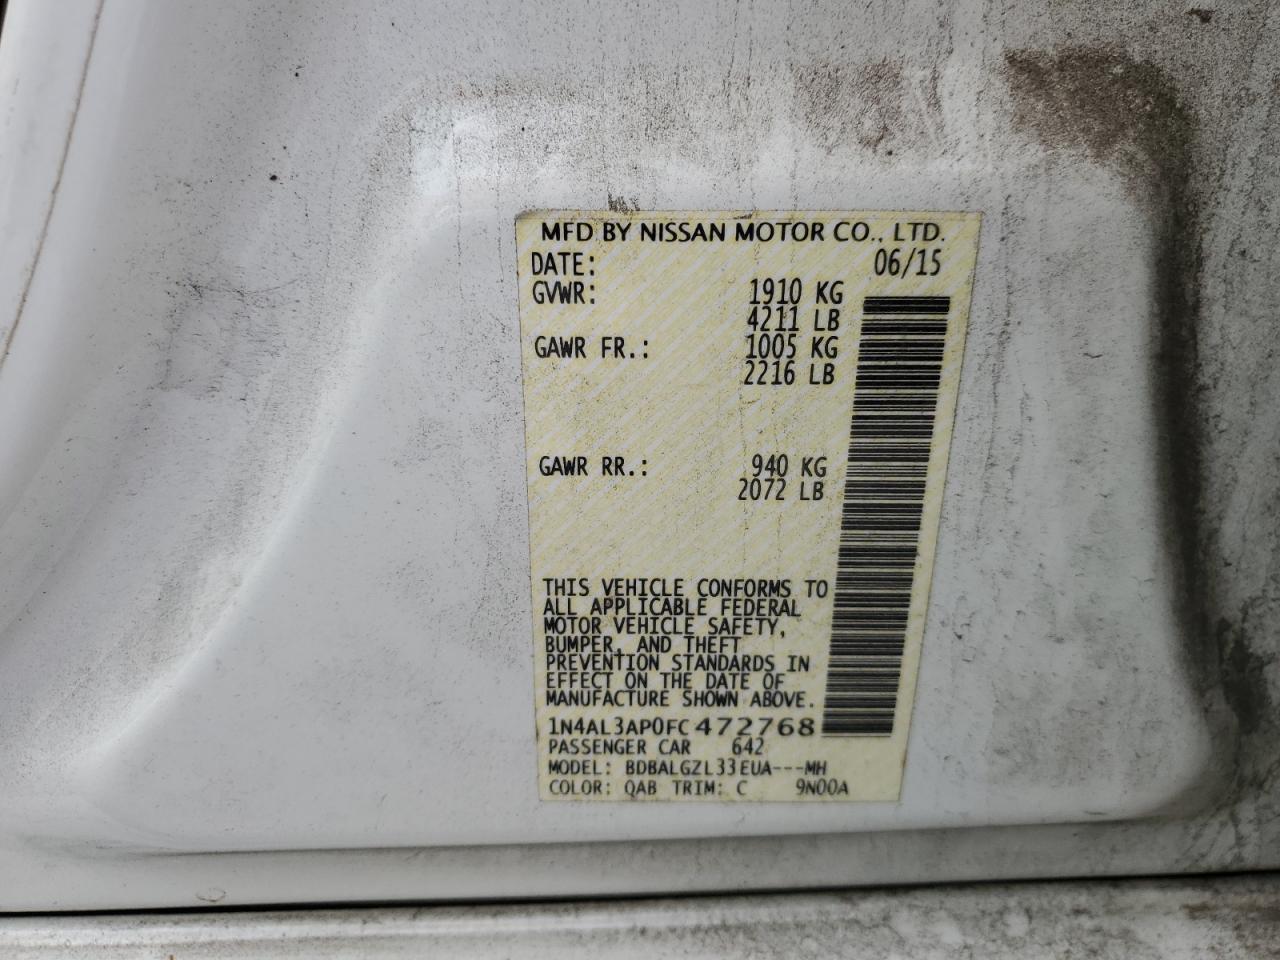 MFD BY NISSAN MOTOR CO., LTD.
DATE: 06/15
GVWR: 1910 KG
4211 LB
GAWR FR.: 1005 KG
2216 LB
GAWR RR.: 940 KG
2072 LB
THIS VEHICLE CONFORMS TO
ALL APPLICABLE FEDERAL
MOTOR VEHICLE SAFETY,
BUMPER, AND THEFT
PREVENTION STANDARDS IN
EFFECT ON THE DATE OF
MANUFACTURE SHOWN ABOVE.
1N4AL3AP0FC472768
PASSENGER CAR 642
MODEL: BDBALGZL33EUA---MH
COLOR: QAB TRIM: C 9N00A